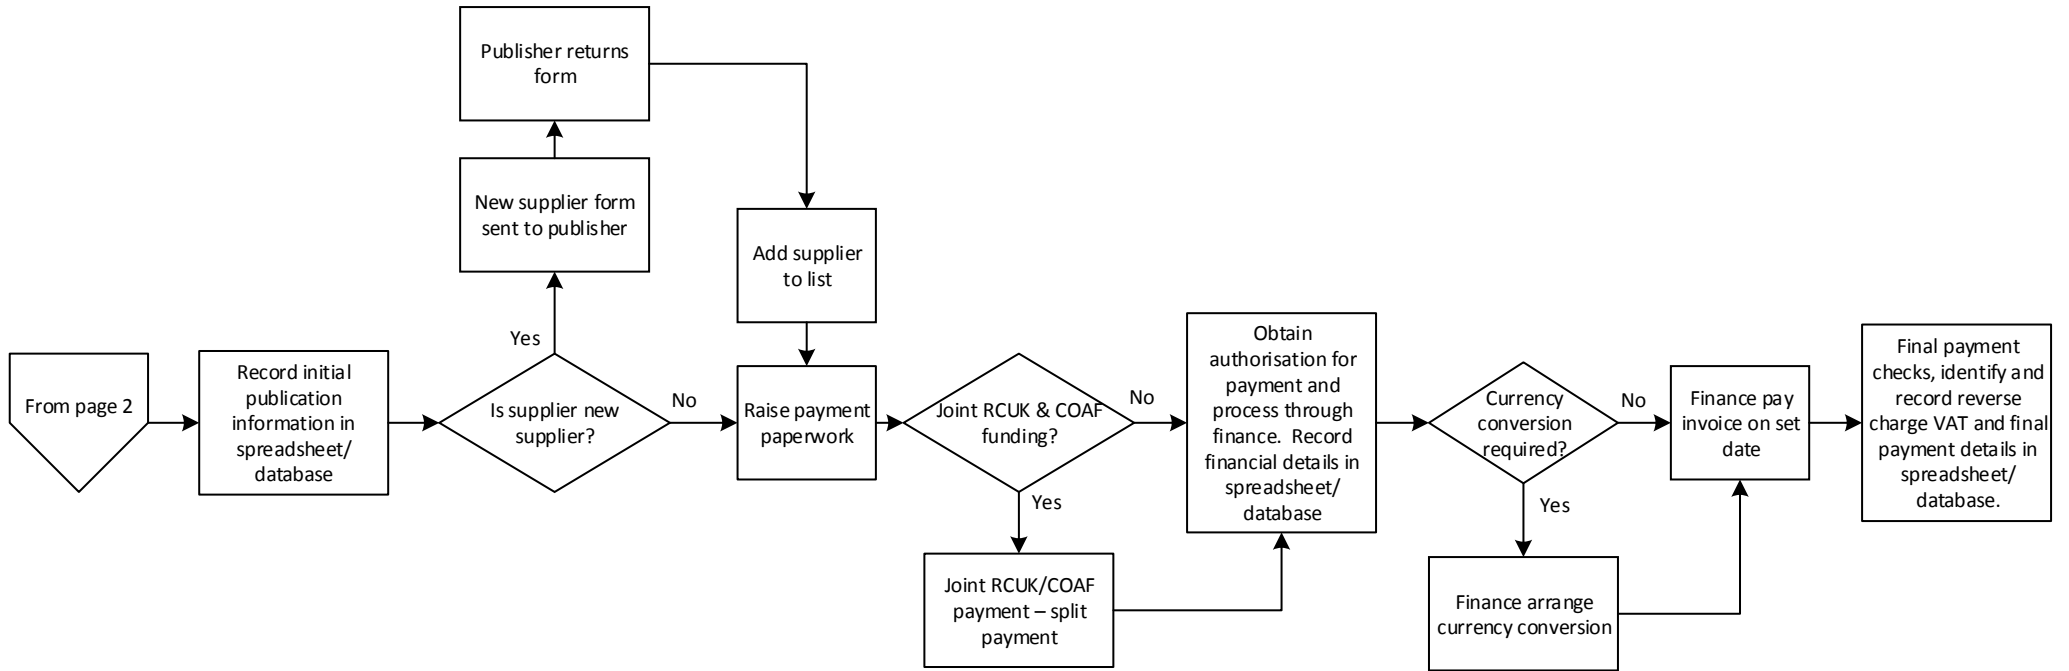 Publisher returns
form
New supplier form
sent to publisher
Add supplier
to list
Yes
From page 2
Record initial
publication
information in
spreadsheet/
database
Is supplier new
supplier?
No
Raise payment
paperwork
Joint RCUK & COAF
funding?
No
Yes
Joint RCUK/COAF
payment – split
payment
Obtain
authorisation for
payment and
process through
finance.  Record
financial details in
spreadsheet/
database
Currency
conversion
required?
No
Yes
Finance arrange
currency conversion
Finance pay
invoice on set
date
Final payment
checks, identify and
record reverse
charge VAT and final
payment details in
spreadsheet/
database.